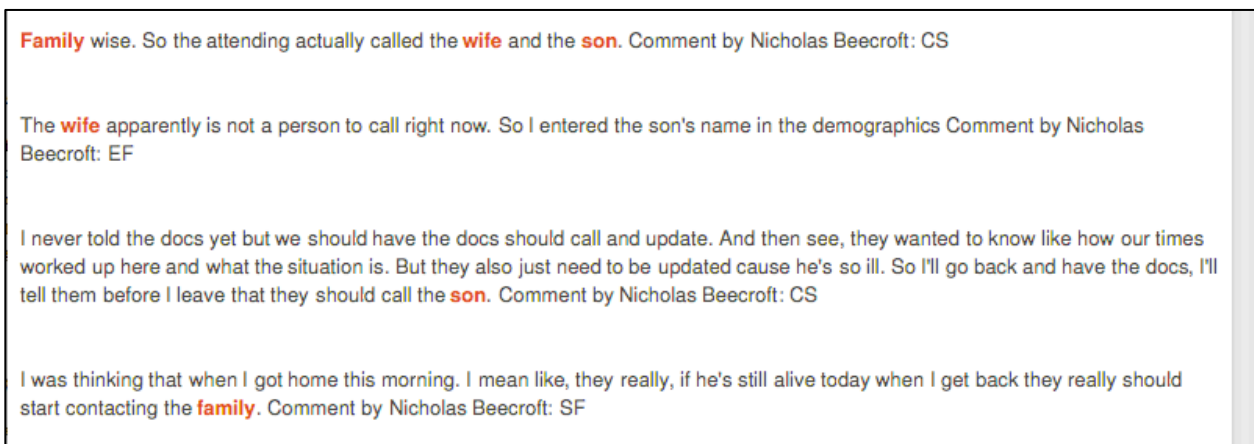 Family wise. So the attending actually called the wife and the son. Comment by Nicholas Beecroft: CS
The wife apparently is not a person to call right now. So I entered the son's name in the demographics Comment by Nicholas
Beecroft: EF
I never told the docs yet but we should have the docs should call and update. And then see, they wanted to know like how our times
worked up here and what the situation is. But they also just need to be updated cause he's so ill. So I'll go back and have the docs, I'll
tell them before I leave that they should call the son. Comment by Nicholas Beecroft: CS
I was thinking that when I got home this morning. I mean like, they really, if he's still alive today when I get back they really should
start contacting the family. Comment by Nicholas Beecroft: SF